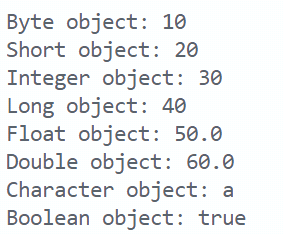 Byte object: 10
Short object: 20
Integer object: 30
Long object: 40
Float object: 50.0
Double object: 60.0
Character object: a
Boolean object: true